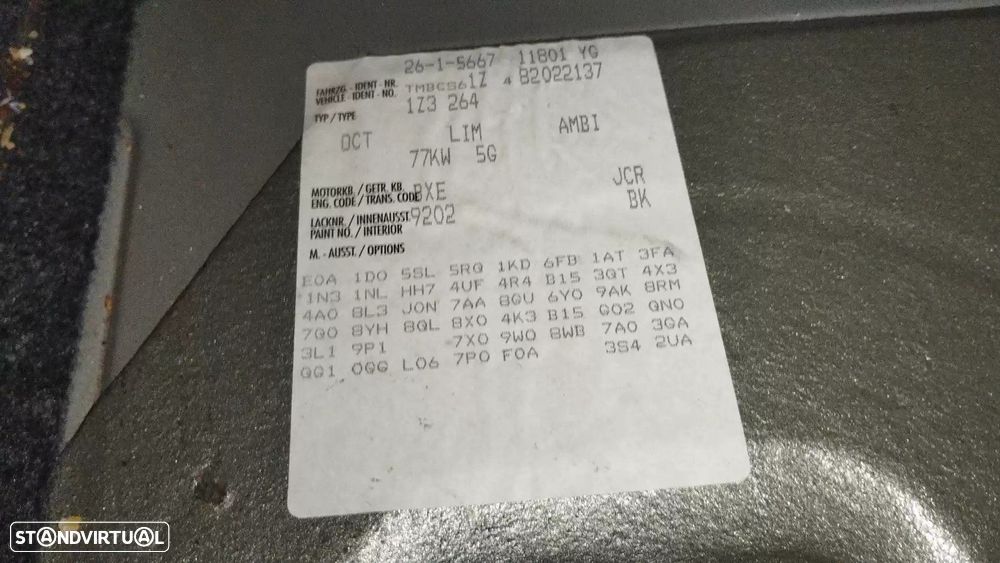 26-1-5667 11801 YG
FAHRZG. - IDENT - NR. TMBCS61Z 4 B2022137
VEHICLE - IDENT - NO.
TYP / TYPE 1Z3 264
OCT LIM AMBI
77KW 5G
MOTORKB. / GETR. KB. BXE JCR
ENG. CODE / TRANS. CODE
LACKNR. / INNENAUSST. 9202 BK
PAINT NO. / INTERIOR
M. - AUSST. / OPTIONS
E0A 1D0 5SL 5RQ 1KD 6FB 1AT 3FA
1N3 1NL HH7 4UF 4R4 B15 3QT 4X3
4A0 8L3 J0N 7AA 8GU 6Y0 9AK 8RM
7Q0 8YH 8QL 8X0 4K3 B15 G02 QN0
3L1 9P1 7X0 9W0 8WB 7A0 3GA
QG1 0GG L06 7P0 F0A 3S4 2UA
STANDVIRTUAL